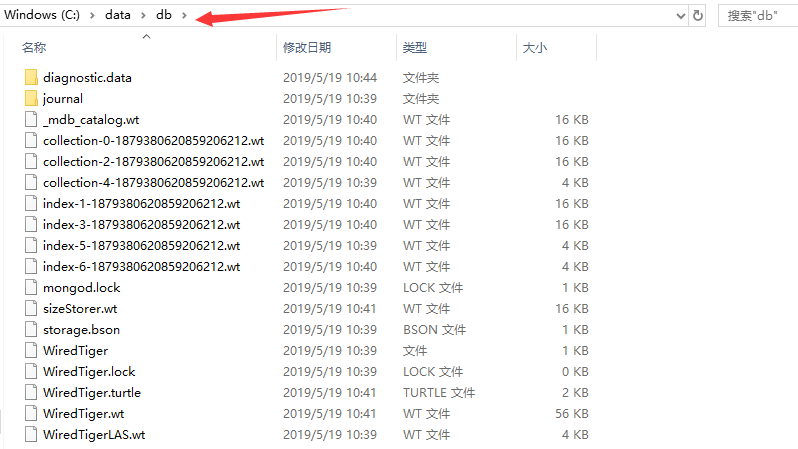 Windows (C:) > data > db > 搜索"db"
名称 修改日期 类型 大小
diagnostic.data 2019/5/19 10:44 文件夹
journal 2019/5/19 10:39 文件夹
_mdb_catalog.wt 2019/5/19 10:40 WT 文件 16 KB
collection-0-1879380620859206212.wt 2019/5/19 10:40 WT 文件 16 KB
collection-2-1879380620859206212.wt 2019/5/19 10:40 WT 文件 16 KB
collection-4-1879380620859206212.wt 2019/5/19 10:39 WT 文件 4 KB
index-1-1879380620859206212.wt 2019/5/19 10:40 WT 文件 16 KB
index-3-1879380620859206212.wt 2019/5/19 10:40 WT 文件 16 KB
index-5-1879380620859206212.wt 2019/5/19 10:39 WT 文件 4 KB
index-6-1879380620859206212.wt 2019/5/19 10:40 WT 文件 4 KB
mongod.lock 2019/5/19 10:39 LOCK 文件 1 KB
sizeStorer.wt 2019/5/19 10:41 WT 文件 16 KB
storage.bson 2019/5/19 10:39 BSON 文件 1 KB
WiredTiger 2019/5/19 10:39 文件 1 KB
WiredTiger.lock 2019/5/19 10:39 LOCK 文件 0 KB
WiredTiger.turtle 2019/5/19 10:41 TURTLE 文件 2 KB
WiredTiger.wt 2019/5/19 10:41 WT 文件 56 KB
WiredTigerLAS.wt 2019/5/19 10:39 WT 文件 4 KB